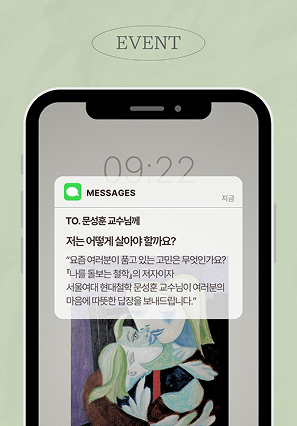 EVENT
09:22
MESSAGES
지금
TO. 문성훈 교수님께
저는 어떻게 살아야 할까요?
“요즘 여러분이 품고 있는 고민은 무엇인가요?
『나를 돌보는 철학』의 저자이자
서울여대 현대철학 문성훈 교수님이 여러분의
마음에 따뜻한 답장을 보내드립니다.”